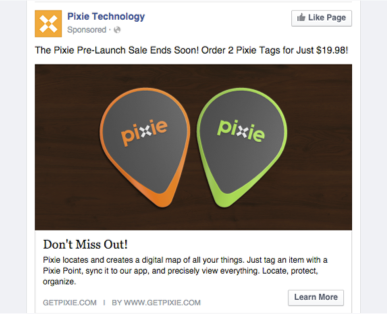 Pixie Technology
Like Page
Sponsored ·
The Pixie Pre-Launch Sale Ends Soon! Order 2 Pixie Tags for Just $19.98!
pixie
pixie
Don't Miss Out!
Pixie locates and creates a digital map of all your things. Just tag an item with a
Pixie Point, sync it to our app, and precisely view everything. Locate, protect,
organize.
GETPIXIE.COM | BY WWW.GETPIXIE.COM
Learn More